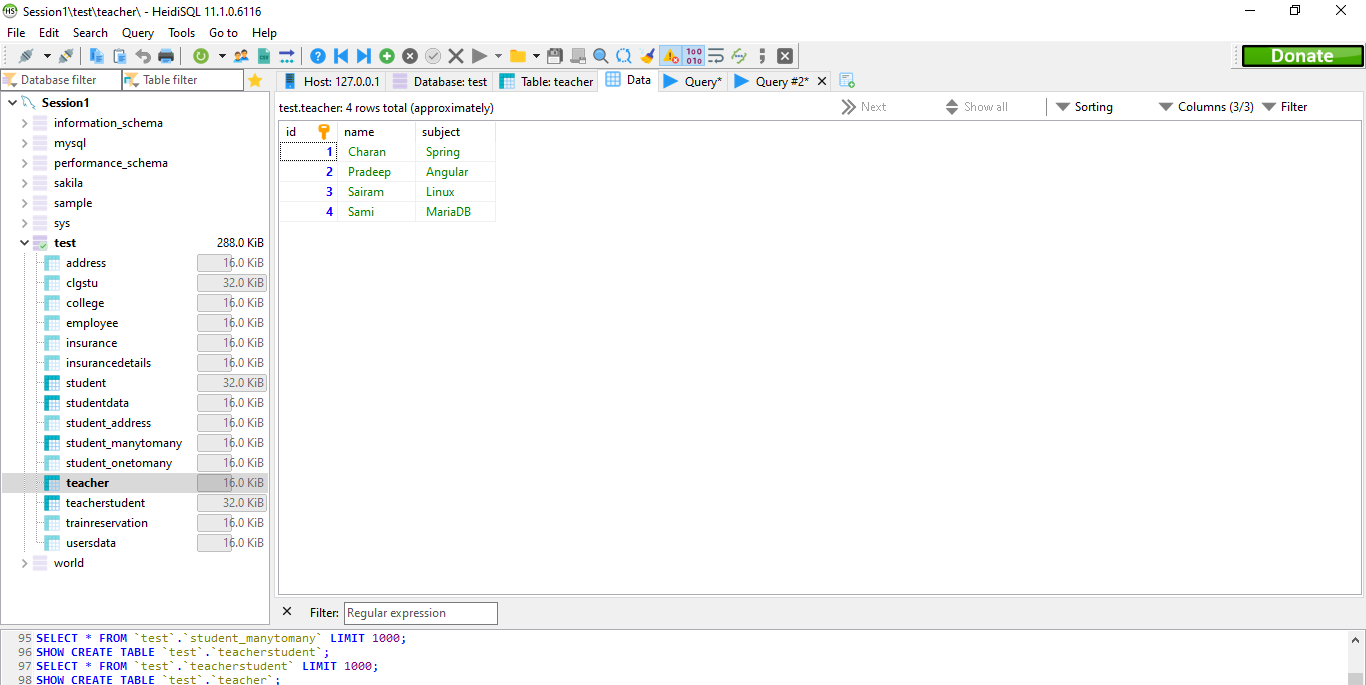 HS Session1\test\teacher\ - HeidiSQL 11.1.0.6116
File Edit Search Query Tools Go to Help
Donate
Database filter Table filter
Host: 127.0.0.1 Database: test Table: teacher Data Query* Query #2*
Session1
information_schema
mysql
performance_schema
sakila
sample
sys
test 288.0 KiB
address 16.0 KiB
clgstu 32.0 KiB
college 16.0 KiB
employee 16.0 KiB
insurance 16.0 KiB
insurancedetails 16.0 KiB
student 32.0 KiB
studentdata 16.0 KiB
student_address 16.0 KiB
student_manytomany 16.0 KiB
student_onetomany 16.0 KiB
teacher 16.0 KiB
teacherstudent 32.0 KiB
trainreservation 16.0 KiB
usersdata 16.0 KiB
world
test.teacher: 4 rows total (approximately) Next Show all Sorting Columns (3/3) Filter
id name subject
1 Charan Spring
2 Pradeep Angular
3 Sairam Linux
4 Sami MariaDB
Filter: Regular expression
95 SELECT * FROM `test`.`student_manytomany` LIMIT 1000;
96 SHOW CREATE TABLE `test`.`teacherstudent`;
97 SELECT * FROM `test`.`teacherstudent` LIMIT 1000;
98 SHOW CREATE TABLE `test`.`teacher`;